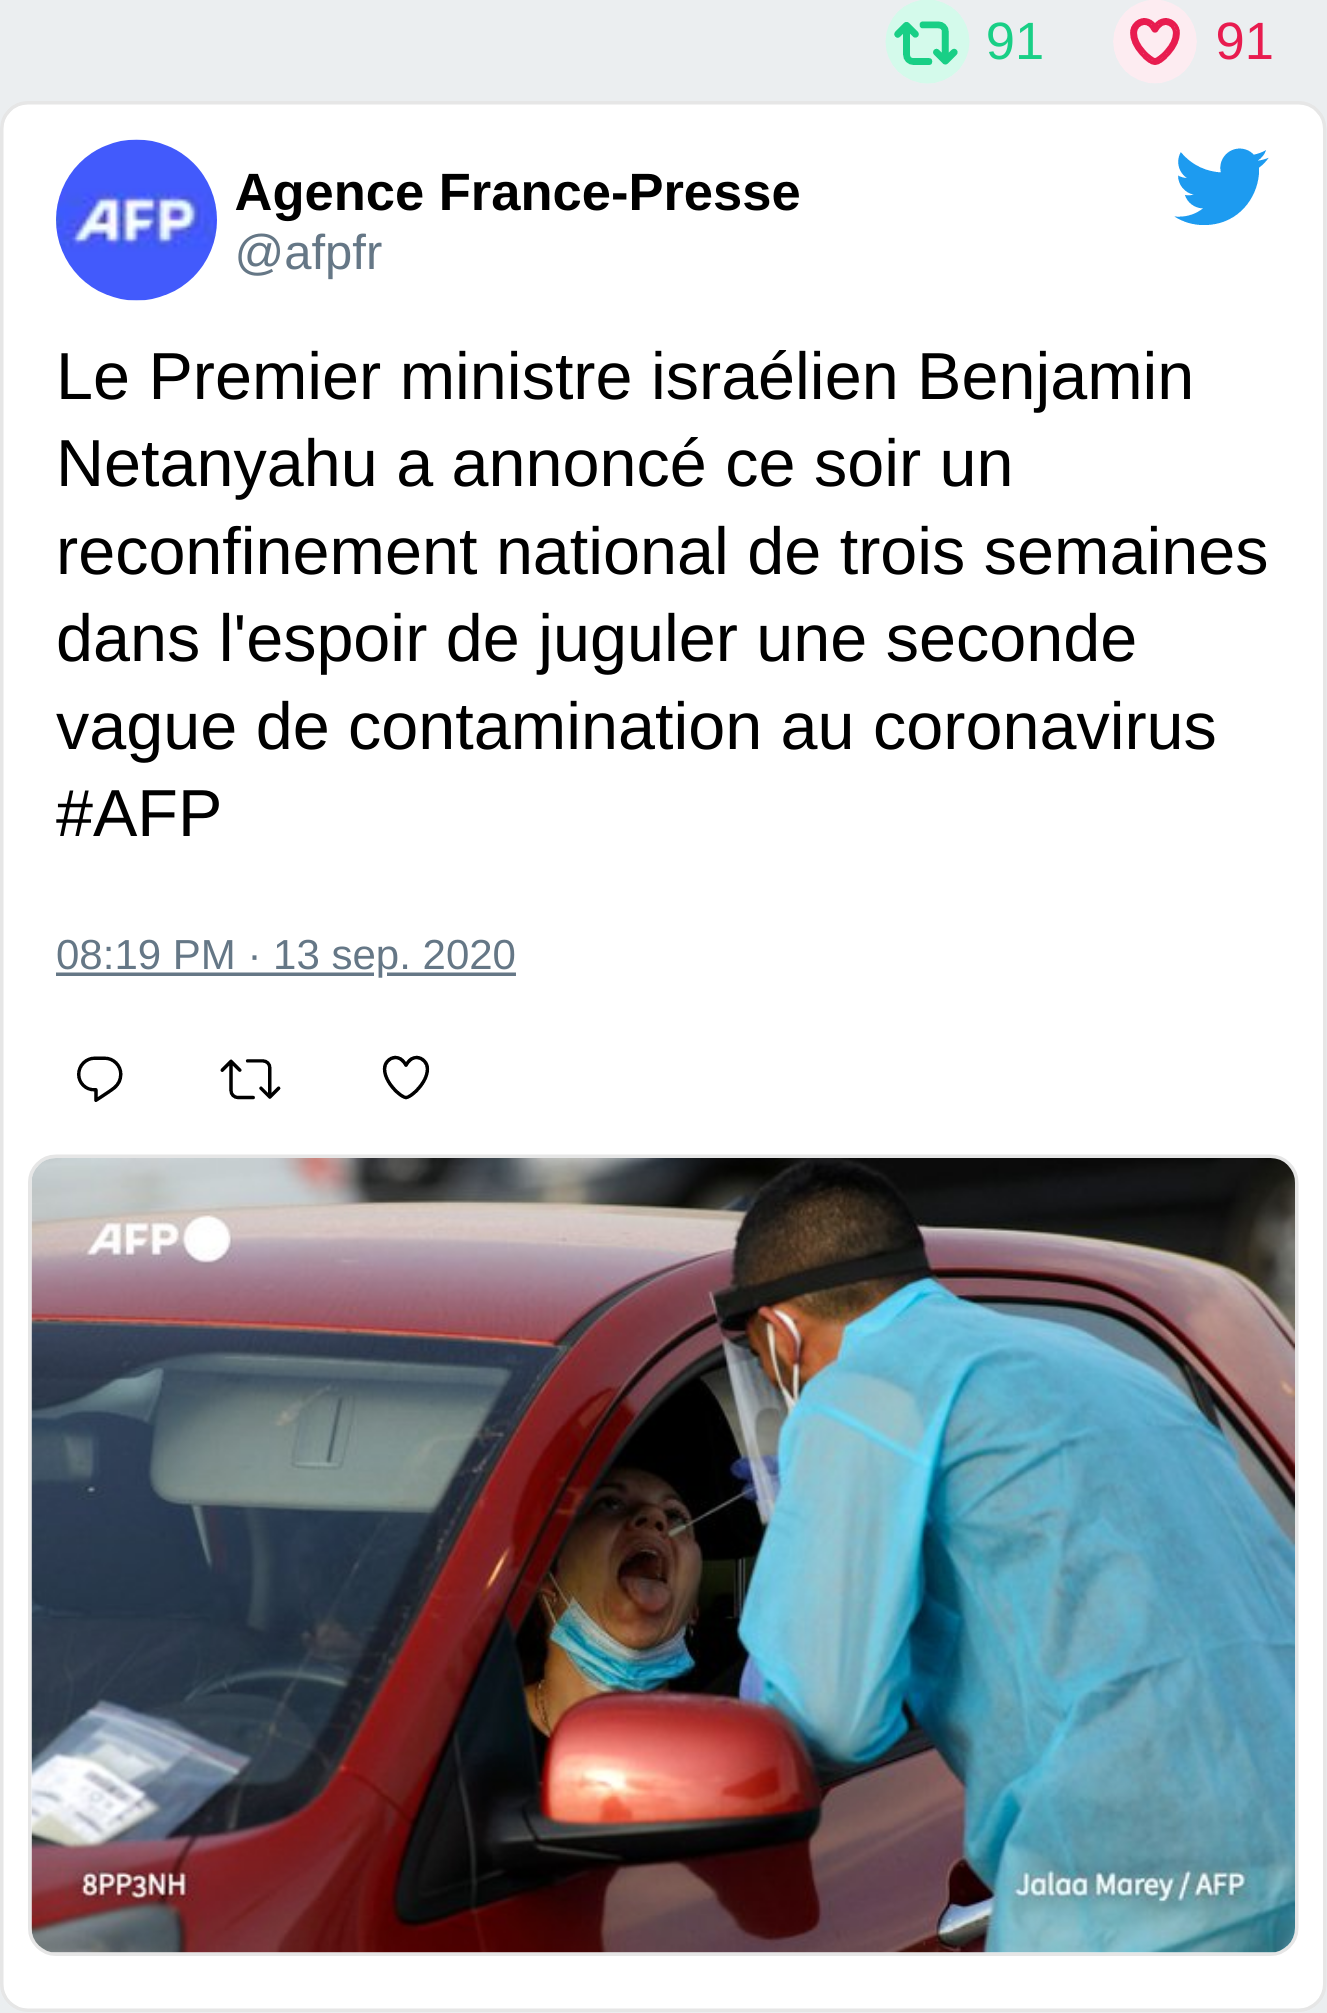 91 91
AFP
Agence France-Presse
@afpfr
Le Premier ministre israélien Benjamin
Netanyahu a annoncé ce soir un
reconfinement national de trois semaines
dans l'espoir de juguler une seconde
vague de contamination au coronavirus
#AFP
08:19 PM · 13 sep. 2020
AFP
8PP3NH
Jalaa Marey / AFP